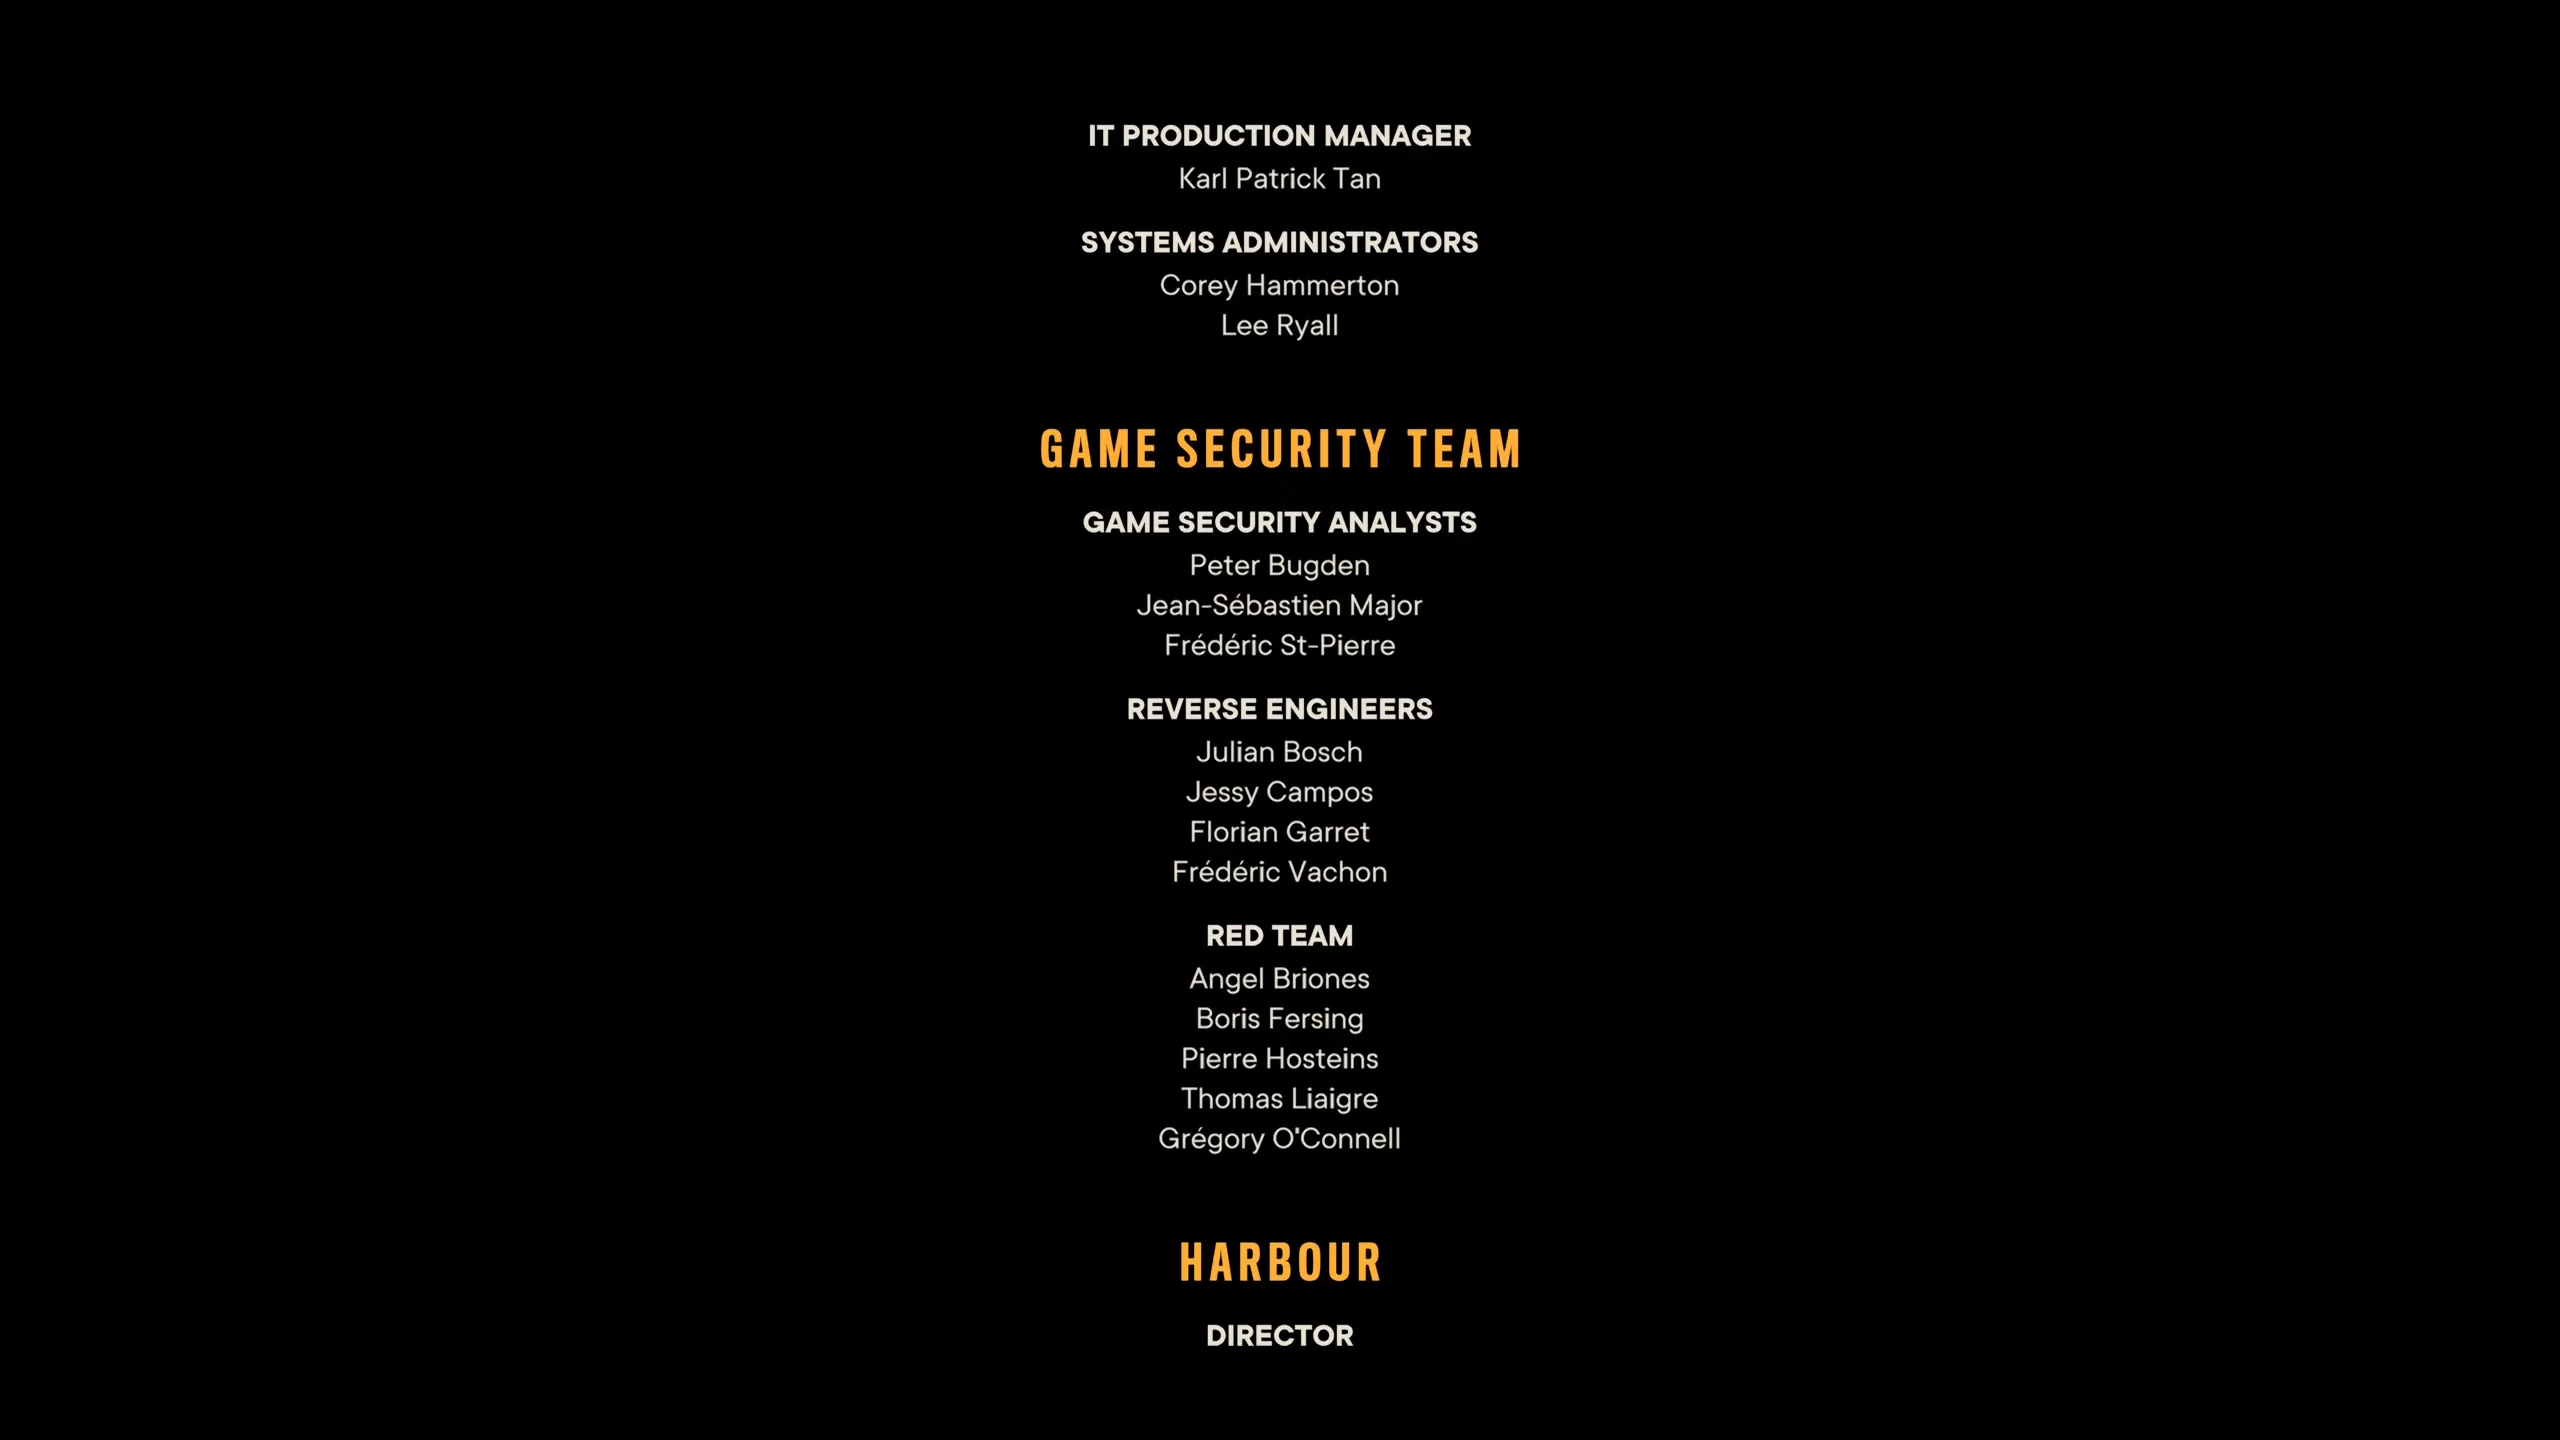 IT PRODUCTION MANAGER
Karl Patrick Tan
SYSTEMS ADMINISTRATORS
Corey Hammerton
Lee Ryall
GAME SECURITY TEAM
GAME SECURITY ANALYSTS
Peter Bugden
Jean-Sébastien Major
Frédéric St-Pierre
REVERSE ENGINEERS
Julian Bosch
Jessy Campos
Florian Garret
Frédéric Vachon
RED TEAM
Angel Briones
Boris Fersing
Pierre Hosteins
Thomas Liaigre
Grégory O'Connell
HARBOUR
DIRECTOR